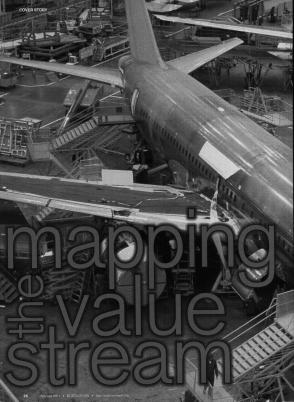 COVER STORY
mapping
the value
stream